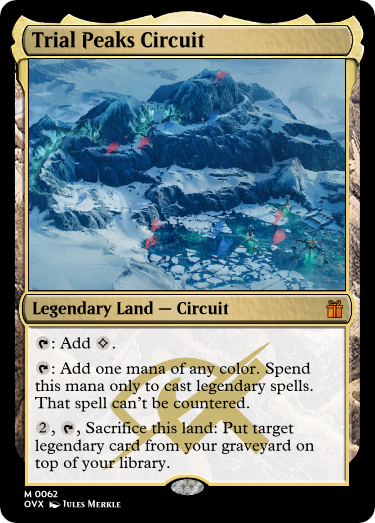 Trial Peaks Circuit
Legendary Land — Circuit
: Add .
: Add one mana of any color. Spend
this mana only to cast legendary spells.
That spell can't be countered.
2, , Sacrifice this land: Put target
legendary card from your graveyard on
top of your library.
M 0062
OVX Jules Merkle